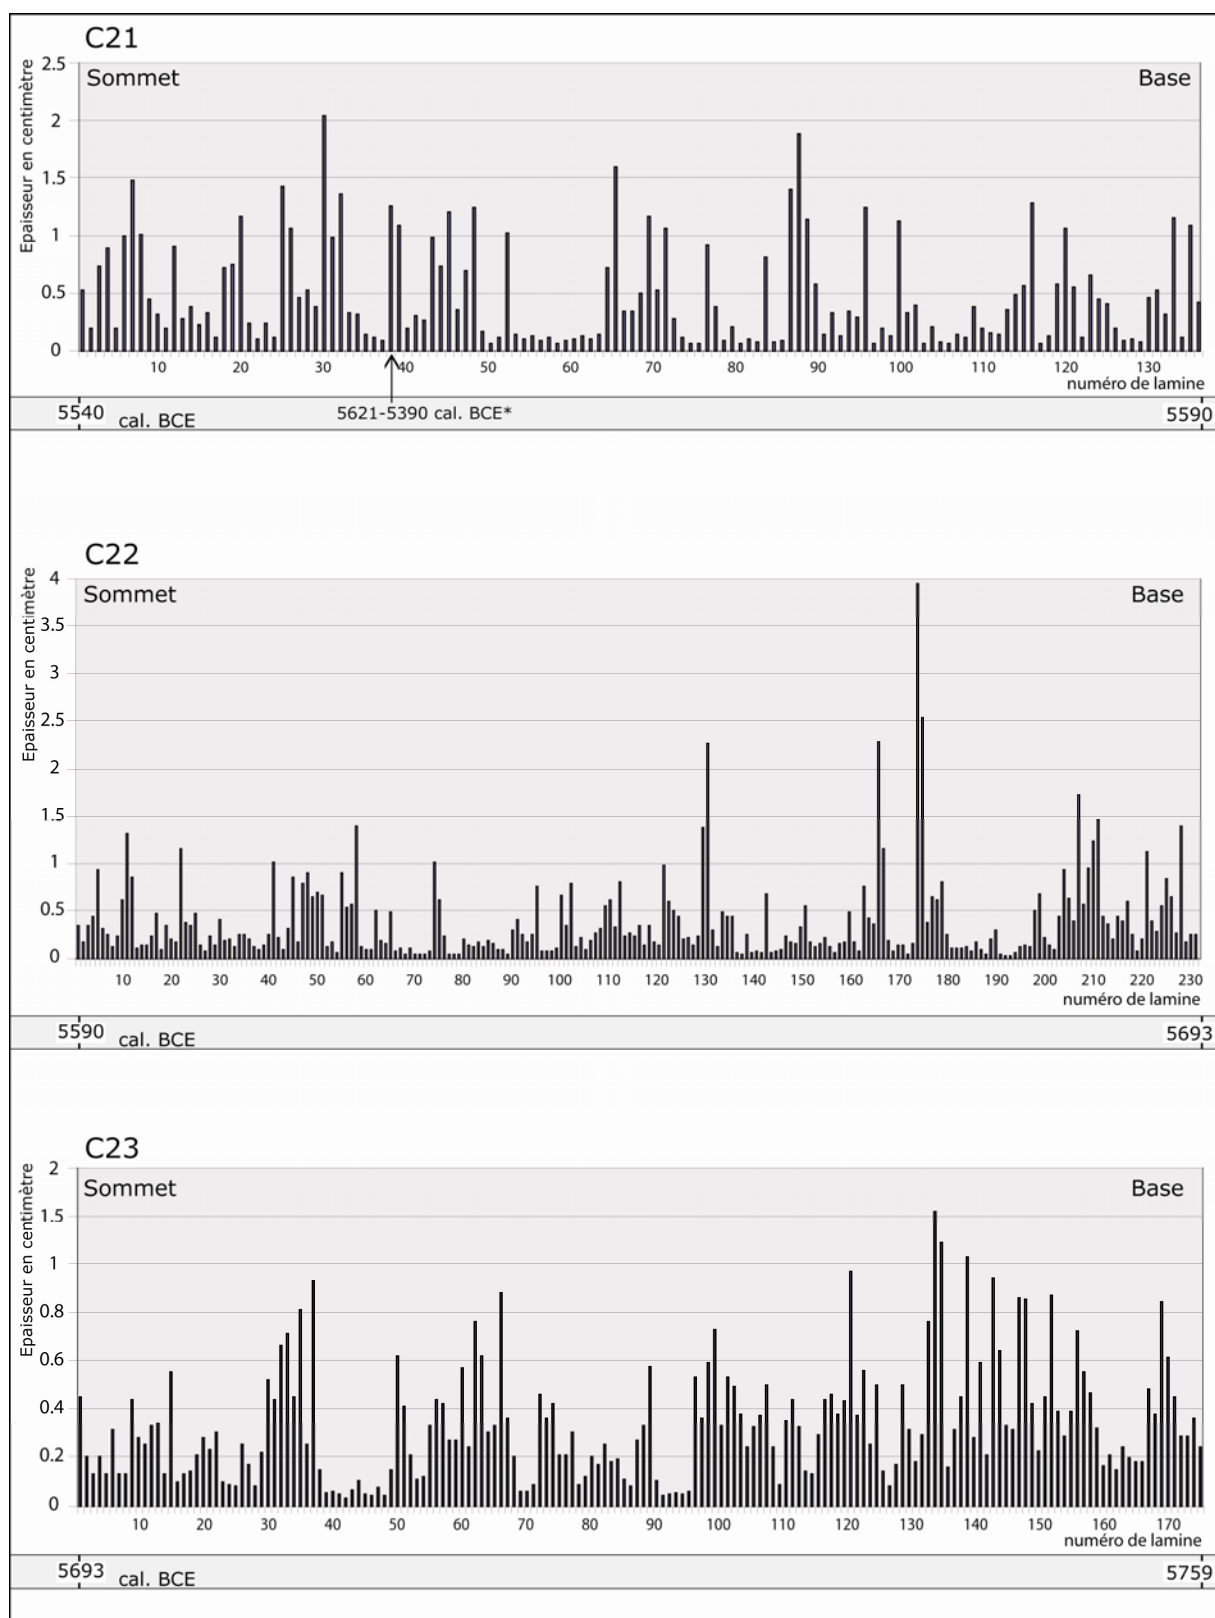 C21
Epaisseur en centimètre
2.5
2
1.5
1
0.5
0
Sommet
Base
10 20 30 40 50 60 70 80 90 100 110 120 130
numéro de lamine
5540 cal. BCE 5621-5390 cal. BCE* 5590
C22
Epaisseur en centimètre
4
3.5
3
2.5
2
1.5
1
0.5
0
Sommet
Base
10 20 30 40 50 60 70 80 90 100 110 120 130 140 150 160 170 180 190 200 210 220 230
numéro de lamine
5590 cal. BCE 5693
C23
Epaisseur en centimètre
2
1.5
1
0.8
0.6
0.4
0.2
0
Sommet
Base
10 20 30 40 50 60 70 80 90 100 110 120 130 140 150 160 170
numéro de lamine
5693 cal. BCE 5759